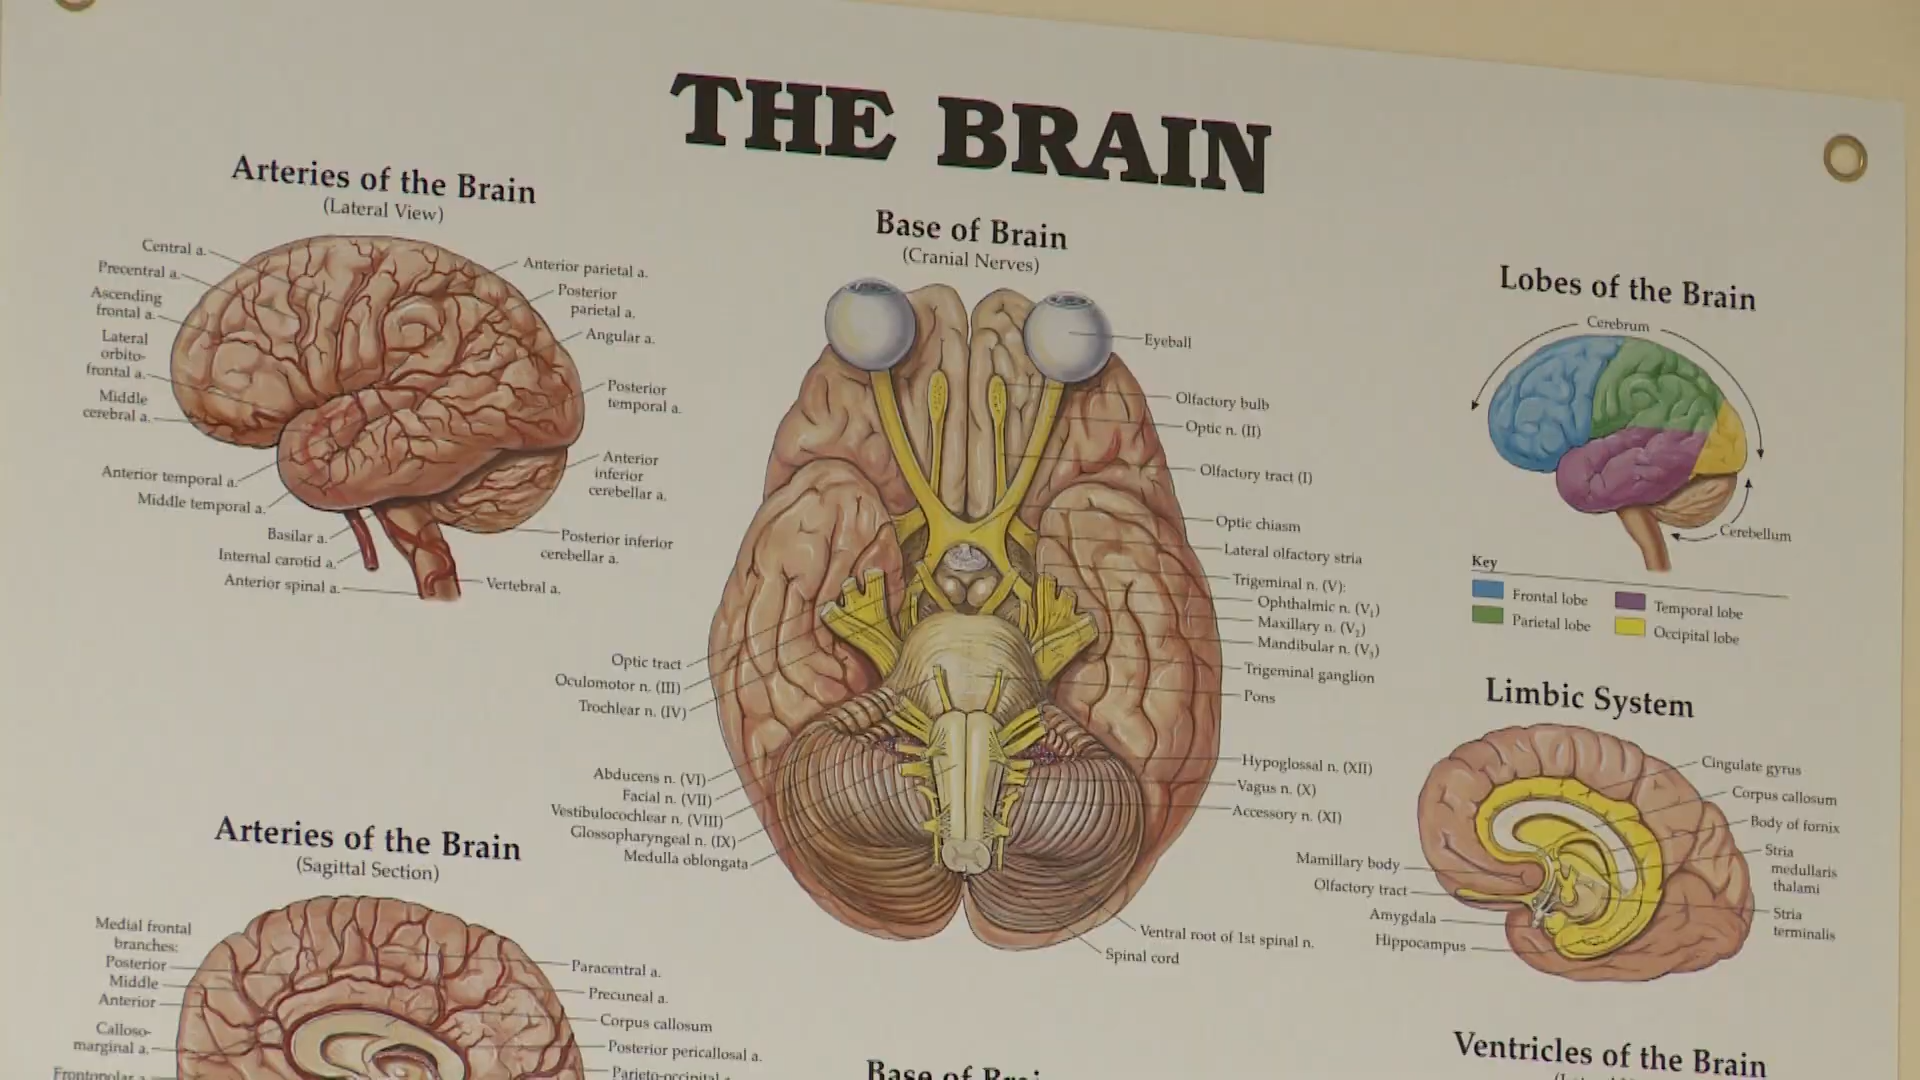 THE BRAIN
Arteries of the Brain
(Lateral View)
Central a.
Precentral a.
Ascending
frontal a.
Lateral
orbito-
frontal a.
Middle
cerebral a.
Anterior temporal a.
Middle temporal a.
Basilar a.
Internal carotid a.
Anterior spinal a.
Anterior parietal a.
Posterior
parietal a.
Angular a.
Posterior
temporal a.
Anterior
inferior
cerebellar a.
Posterior inferior
cerebellar a.
Vertebral a.
Base of Brain
(Cranial Nerves)
Eyeball
Olfactory bulb
Optic n. (II)
Olfactory tract (I)
Optic chiasm
Lateral olfactory stria
Trigeminal n. (V):
Ophthalmic n. (V₁)
Maxillary n. (V₂)
Mandibular n. (V₃)
Trigeminal ganglion
Pons
Hypoglossal n. (XII)
Vagus n. (X)
Accessory n. (XI)
Ventral root of 1st spinal n.
Spinal cord
Optic tract
Oculomotor n. (III)
Trochlear n. (IV)
Abducens n. (VI)
Facial n. (VII)
Vestibulocochlear n. (VIII)
Glossopharyngeal n. (IX)
Medulla oblongata
Lobes of the Brain
Cerebrum
Cerebellum
Key
Frontal lobe
Parietal lobe
Temporal lobe
Occipital lobe
Limbic System
Cingulate gyrus
Corpus callosum
Body of fornix
Stria
medullaris
thalami
Stria
terminalis
Mamillary body
Olfactory tract
Amygdala
Hippocampus
Arteries of the Brain
(Sagittal Section)
Medial frontal
branches:
Posterior
Middle
Anterior
Calloso-
marginal a.
Frontopolar a.
Paracentral a.
Precuneal a.
Corpus callosum
Posterior pericallosal a.
Parieto-occipital
Base of
Ventricles of the Brain